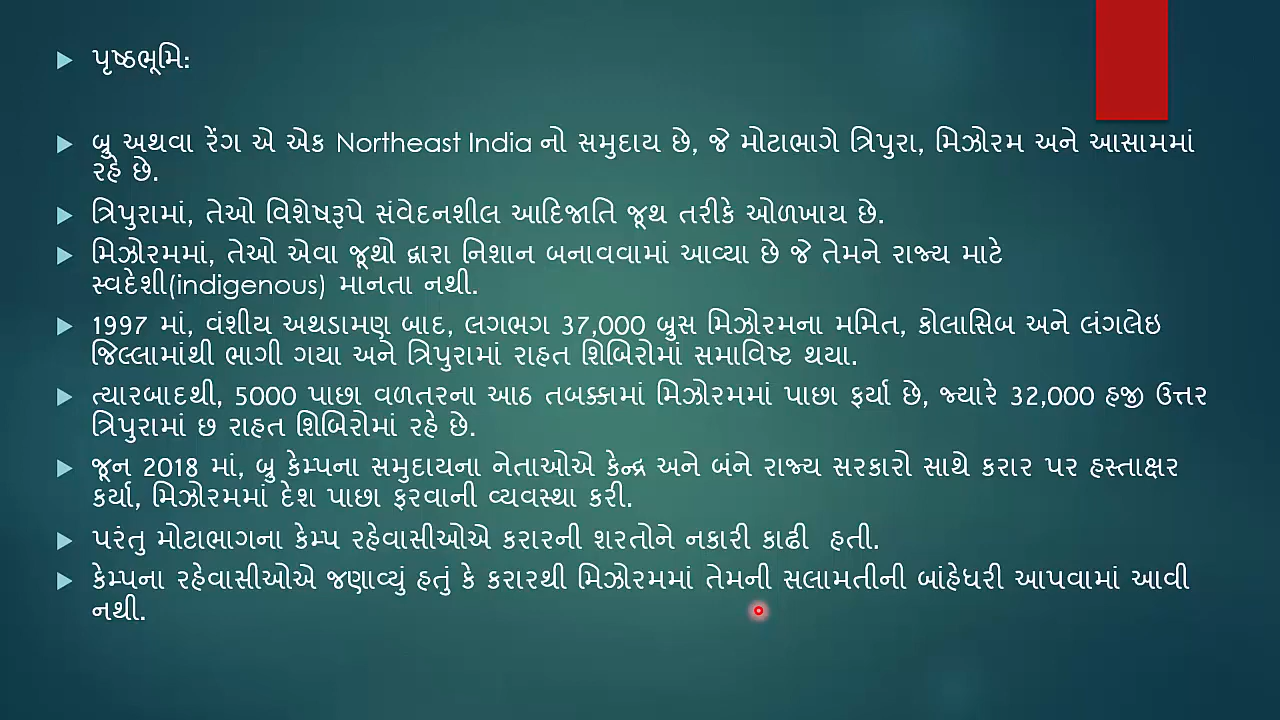 પૃષ્ઠભૂમિ:
બ્રુ અથવા રેંગ એ એક Northeast India નો સમુદાય છે, જે મોટાભાગે ત્રિપુરા, મિઝોરમ અને આસામમાં
રહે છે.
ત્રિપુરામાં, તેઓ વિશેષરૂપે સંવેદનશીલ આદિજાતિ જૂથ તરીકે ઓળખાય છે.
મિઝોરમમાં, તેઓ એવા જૂથો દ્વારા નિશાન બનાવવામાં આવ્યા છે જે તેમને રાજ્ય માટે
સ્વદેશી(indigenous) માનતા નથી.
1997 માં, વંશીય અથડામણ બાદ, લગભગ 37,000 બ્રુસ મિઝોરમના મમિત, કોલાસિબ અને લંગલેઇ
જિલ્લામાંથી ભાગી ગયા અને ત્રિપુરામાં રાહત શિબિરોમાં સમાવિષ્ટ થયા.
ત્યારબાદથી, 5000 પાછા વળતરના આઠ તબક્કામાં મિઝોરમમાં પાછા ફર્યા છે, જ્યારે 32,000 હજી ઉત્તર
ત્રિપુરામાં છ રાહત શિબિરોમાં રહે છે.
જૂન 2018 માં, બ્રુ કેમ્પના સમુદાયના નેતાઓએ કેન્દ્ર અને બંને રાજ્ય સરકારો સાથે કરાર પર હસ્તાક્ષર
કર્યા, મિઝોરમમાં દેશ પાછા ફરવાની વ્યવસ્થા કરી.
પરંતુ મોટાભાગના કેમ્પ રહેવાસીઓએ કરારની શરતોને નકારી કાઢી હતી.
કેમ્પના રહેવાસીઓએ જણાવ્યું હતું કે કરારથી મિઝોરમમાં તેમની સલામતીની બાંહેધરી આપવામાં આવી
નથી.